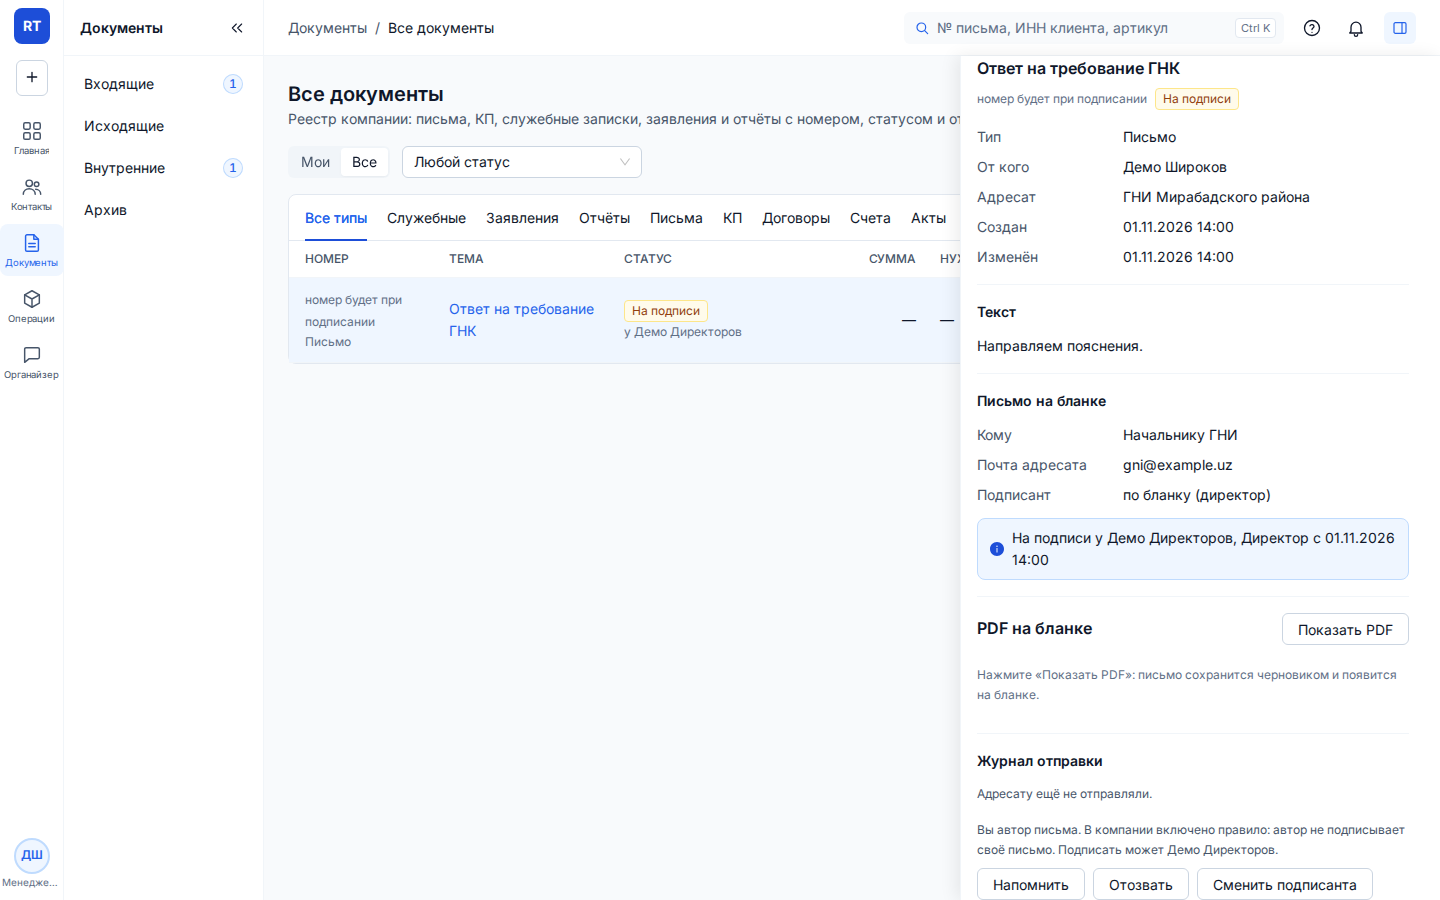 RT
Главная
Контакты
Документы
Операции
Органайзер
ДШ
Менедже...
Документы
Входящие 1
Исходящие
Внутренние 1
Архив
Документы / Все документы
№ письма, ИНН клиента, артикул Ctrl K
Все документы
Реестр компании: письма, КП, служебные записки, заявления и отчёты с номером, статусом и от
Мои Все Любой статус
Все типы Служебные Заявления Отчёты Письма КП Договоры Счета Акты
НОМЕР ТЕМА СТАТУС СУММА НУЖ
номер будет при
подписании
Письмо
Ответ на требование
ГНК
На подписи
у Демо Директоров
— —
Ответ на требование ГНК
номер будет при подписании На подписи
Тип Письмо
От кого Демо Широков
Адресат ГНИ Мирабадского района
Создан 01.11.2026 14:00
Изменён 01.11.2026 14:00
Текст
Направляем пояснения.
Письмо на бланке
Кому Начальнику ГНИ
Почта адресата gni@example.uz
Подписант по бланку (директор)
На подписи у Демо Директоров, Директор с 01.11.2026
14:00
PDF на бланке Показать PDF
Нажмите «Показать PDF»: письмо сохранится черновиком и появится
на бланке.
Журнал отправки
Адресату ещё не отправляли.
Вы автор письма. В компании включено правило: автор не подписывает
своё письмо. Подписать может Демо Директоров.
Напомнить Отозвать Сменить подписанта